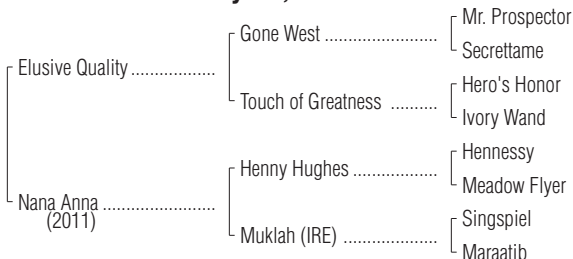 Mr. Prospector
Gone West ......................
Secrettame
Elusive Quality .................
Hero's Honor
Touch of Greatness ..........
Ivory Wand
Hennessy
Henny Hughes .................
Meadow Flyer
Nana Anna ......................
(2011)
Singspiel
Muklah (IRE) ...................
Maraatib